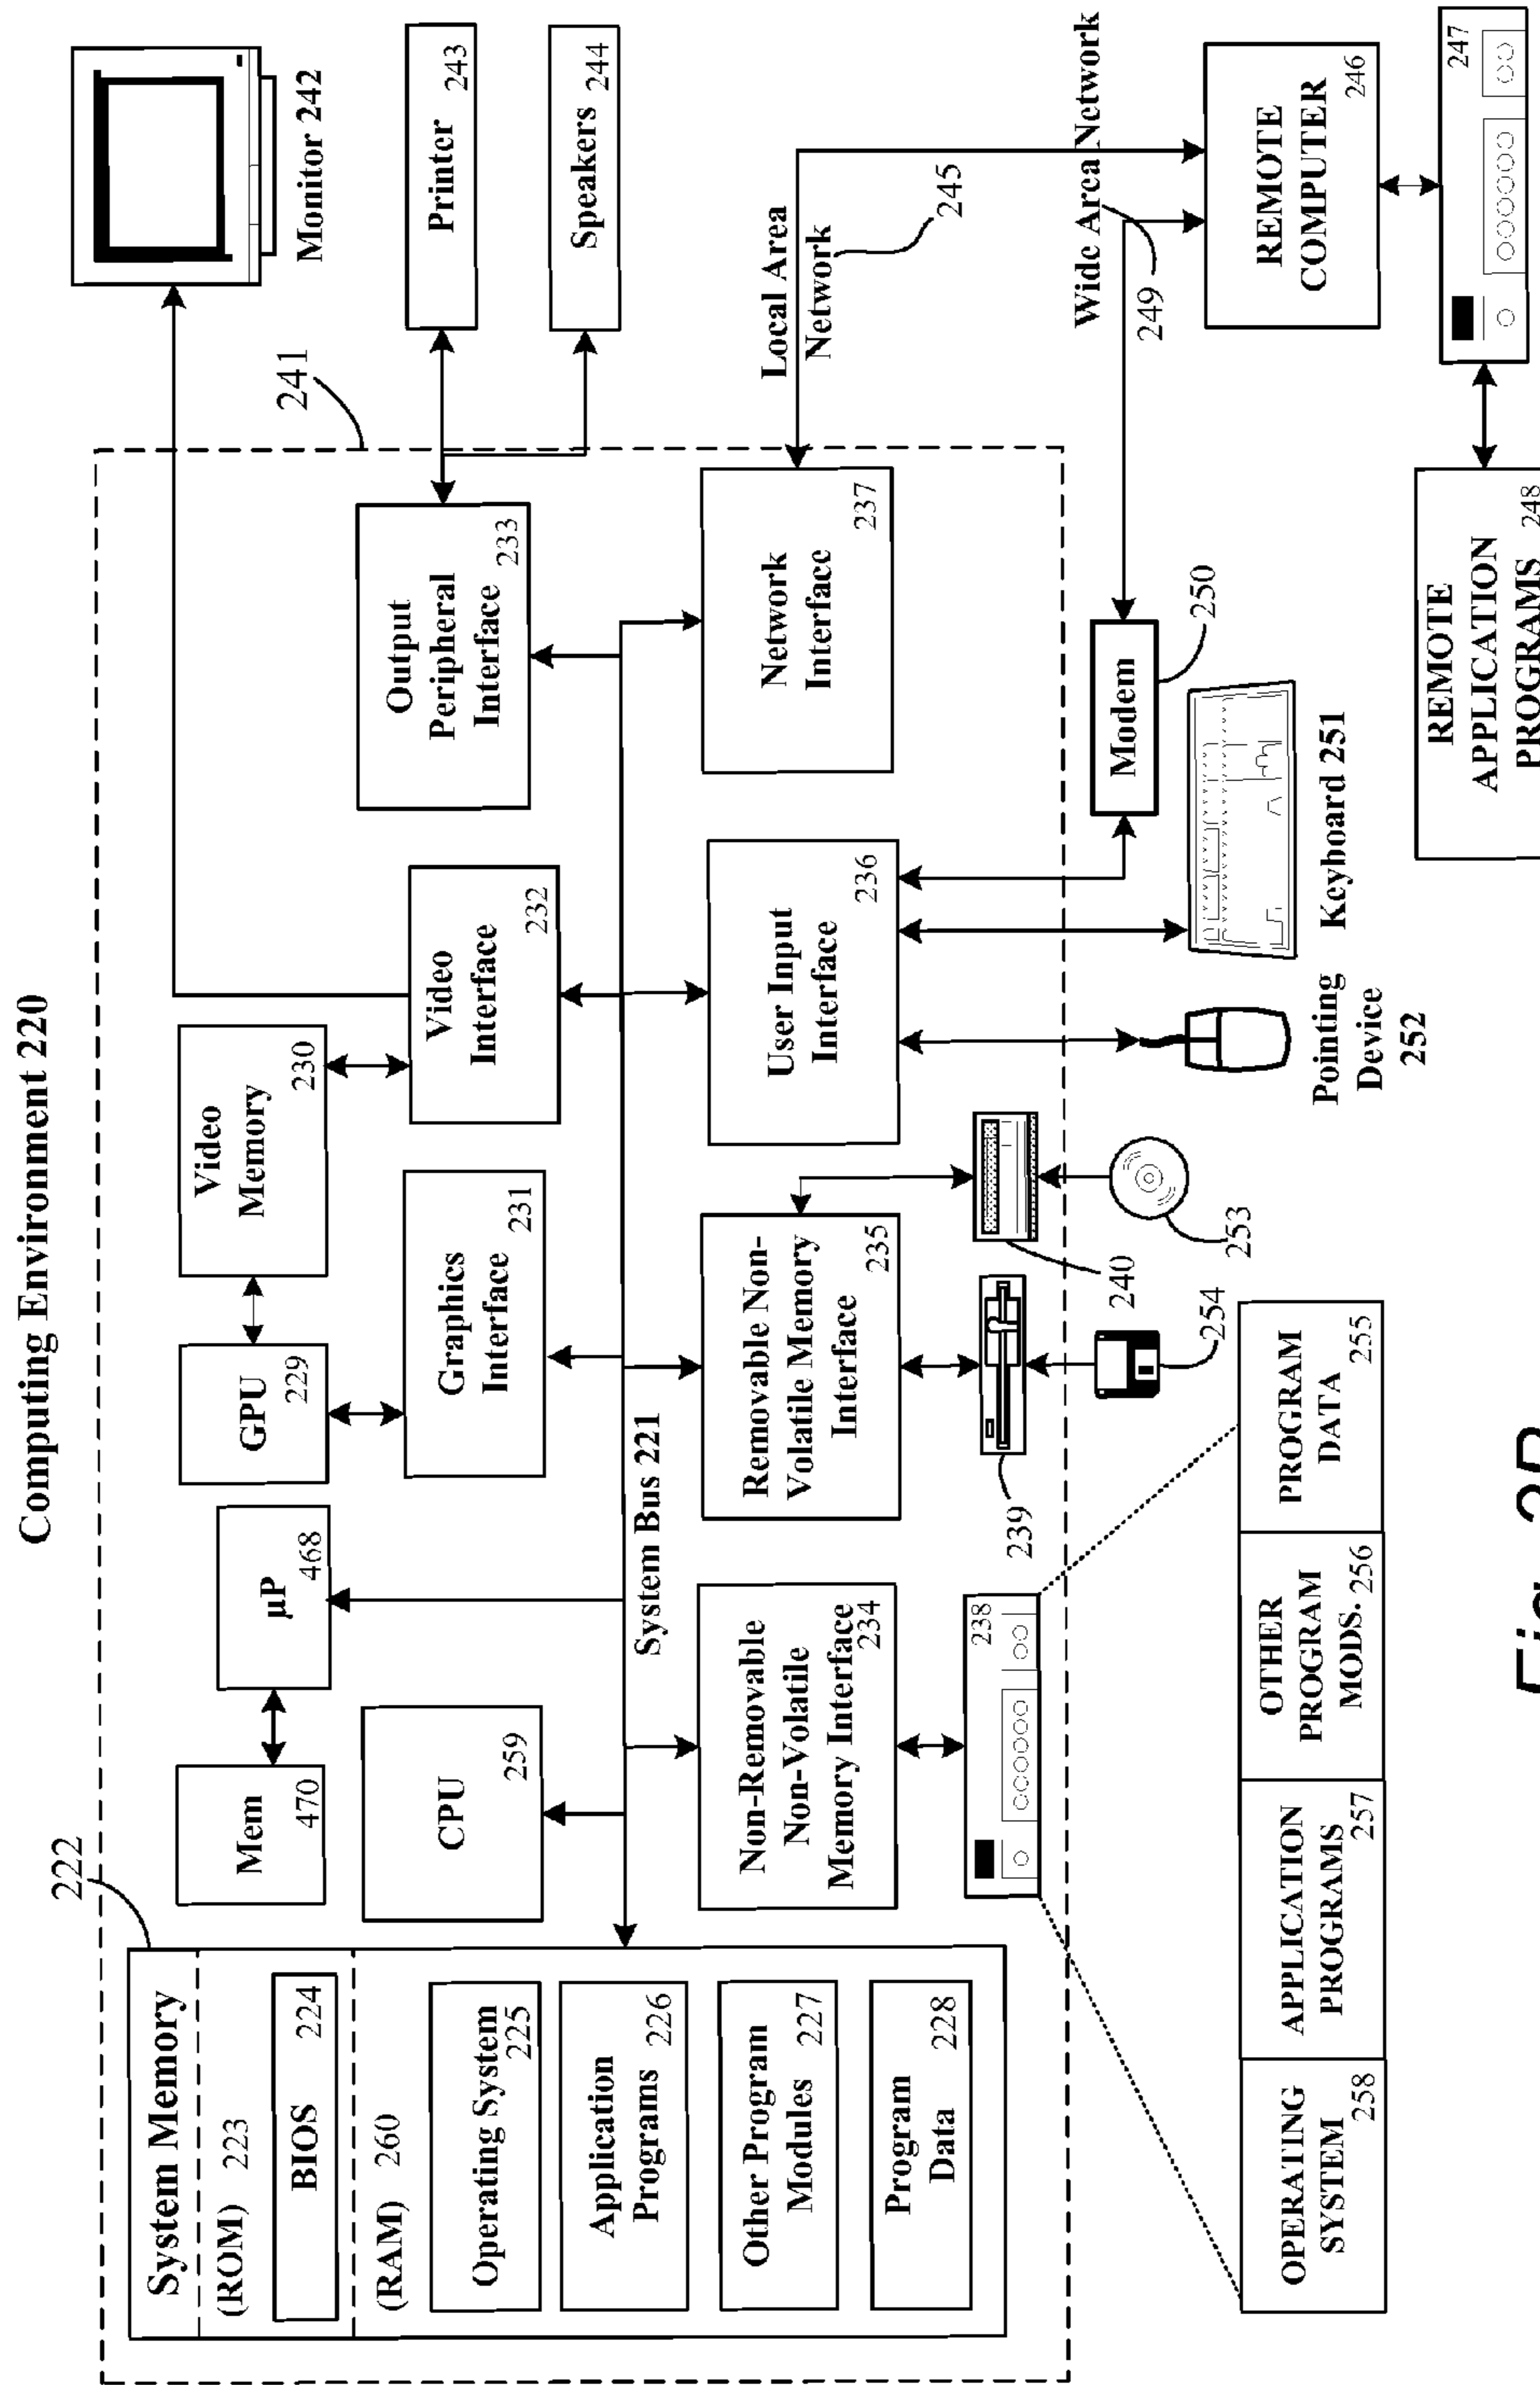 Computing Environment 220
222
System Memory
(ROM) 223
BIOS 224
(RAM) 260
Operating System
225
Application
Programs 226
Other Program
Modules 227
Program
Data 228
Mem
470
µP
468
GPU
229
Video
Memory
230
CPU
259
Graphics
Interface
231
Video
Interface
232
Output
Peripheral
Interface
233
241
Monitor 242
Printer 243
Speakers 244
System Bus 221
Non-Removable
Non-Volatile
Memory Interface
234
Removable Non-
Volatile Memory
Interface
235
User Input
Interface
236
Network
Interface
237
Local Area
Network
245
238
239
240
254
253
Modem
250
Wide Area Network
249
Pointing
Device
252
Keyboard 251
REMOTE
COMPUTER
246
247
OPERATING
SYSTEM
258
APPLICATION
PROGRAMS
257
OTHER
PROGRAM
MODS. 256
PROGRAM
DATA
255
REMOTE
APPLICATION
PROGRAMS 248